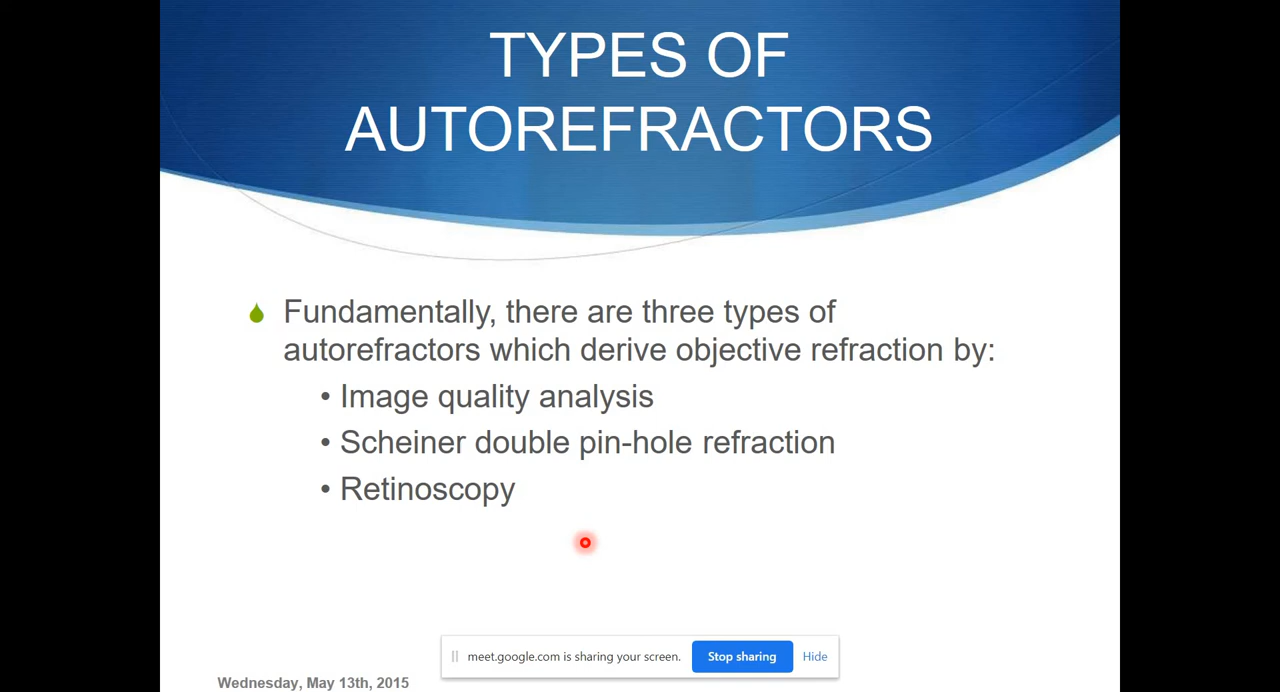 TYPES OF
AUTOREFRACTORS
Fundamentally, there are three types of
autorefractors which derive objective refraction by:
• Image quality analysis
• Scheiner double pin-hole refraction
• Retinoscopy
meet.google.com is sharing your screen. Stop sharing Hide
Wednesday, May 13th, 2015